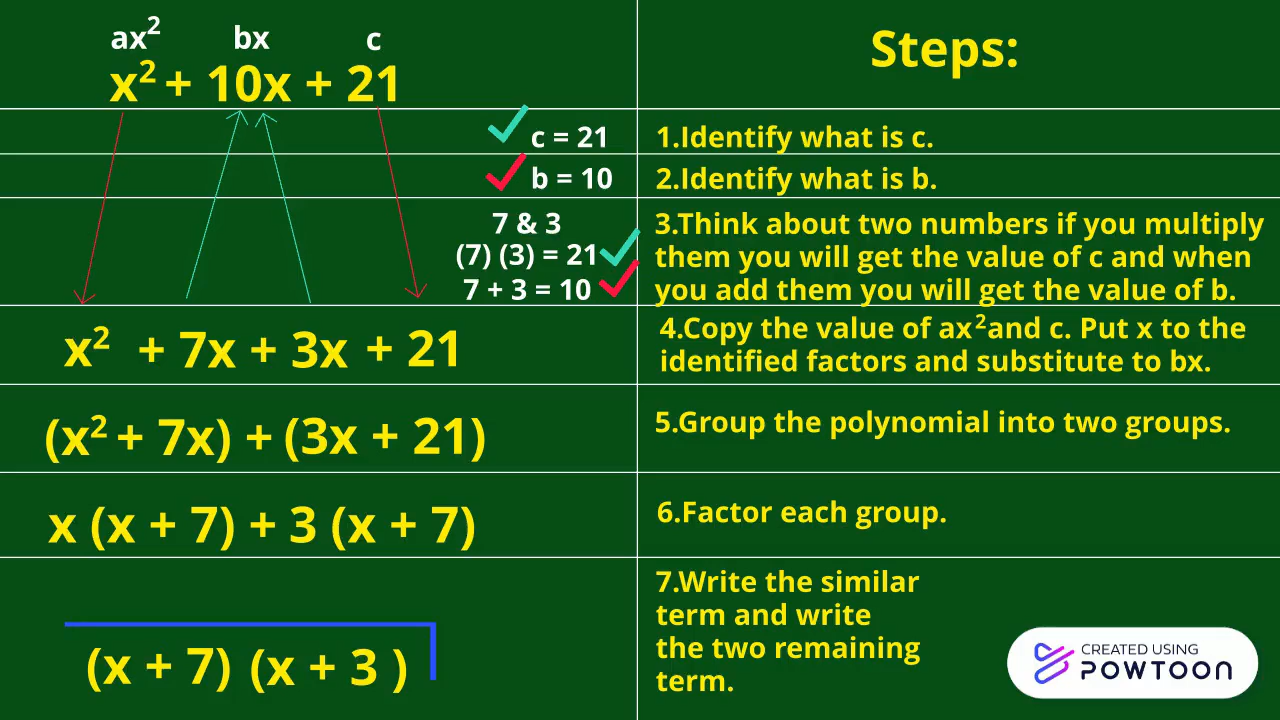 ax² bx c
x² + 10x + 21
Steps:
c = 21
1.Identify what is c.
b = 10
2.Identify what is b.
7 & 3
(7) (3) = 21
7 + 3 = 10
3.Think about two numbers if you multiply
them you will get the value of c and when
you add them you will get the value of b.
x² + 7x + 3x + 21
4.Copy the value of ax²and c. Put x to the
identified factors and substitute to bx.
(x² + 7x) + (3x + 21)
5.Group the polynomial into two groups.
x (x + 7) + 3 (x + 7)
6.Factor each group.
(x + 7) (x + 3 )
7.Write the similar
term and write
the two remaining
term.
CREATED USING
POWTOON